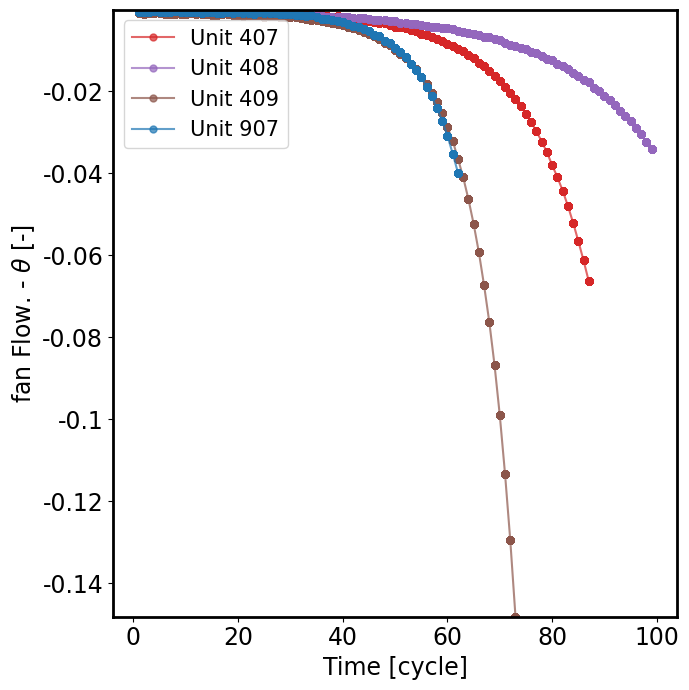 Unit 407
Unit 408
Unit 409
Unit 907
fan Flow. - θ [-]
-0.02
-0.04
-0.06
-0.08
-0.1
-0.12
-0.14
0 20 40 60 80 100
Time [cycle]